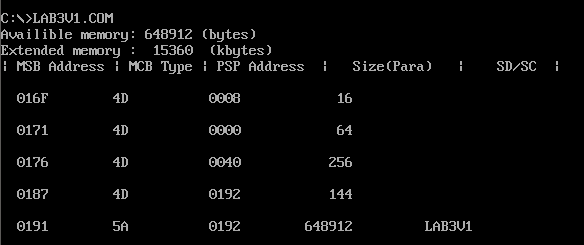 C:\>LAB3V1.COM
Availible memory: 648912 (bytes)
Extended memory :  15360  (kbytes)
| MSB Address | MCB Type | PSP Address  |   Size(Para)   |    SD/SC  |
016F 4D 0008 16
0171 4D 0000 64
0176 4D 0040 256
0187 4D 0192 144
0191 5A 0192 648912 LAB3V1